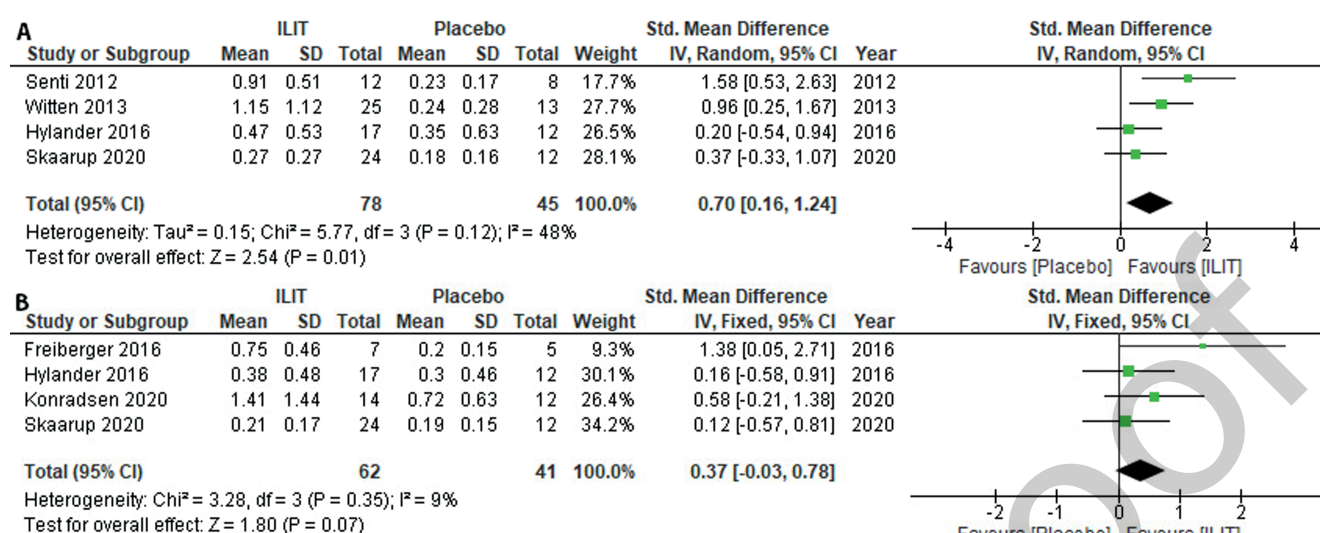 A
ILIT Placebo Std. Mean Difference Std. Mean Difference
Study or Subgroup Mean SD Total Mean SD Total Weight IV, Random, 95% CI Year IV, Random, 95% CI
Senti 2012 0.91 0.51 12 0.23 0.17 8 17.7% 1.58 [0.53, 2.63] 2012
Witten 2013 1.15 1.12 25 0.24 0.28 13 27.7% 0.96 [0.25, 1.67] 2013
Hylander 2016 0.47 0.53 17 0.35 0.63 12 26.5% 0.20 [-0.54, 0.94] 2016
Skaarup 2020 0.27 0.27 24 0.18 0.16 12 28.1% 0.37 [-0.33, 1.07] 2020
Total (95% CI) 78 45 100.0% 0.70 [0.16, 1.24]
Heterogeneity: Tau² = 0.15; Chi² = 5.77, df = 3 (P = 0.12); I² = 48%
Test for overall effect: Z = 2.54 (P = 0.01)
-4 -2 0 2 4
Favours [Placebo] Favours [ILIT]
B
ILIT Placebo Std. Mean Difference Std. Mean Difference
Study or Subgroup Mean SD Total Mean SD Total Weight IV, Fixed, 95% CI Year IV, Fixed, 95% CI
Freiberger 2016 0.75 0.46 7 0.2 0.15 5 9.3% 1.38 [0.05, 2.71] 2016
Hylander 2016 0.38 0.48 17 0.3 0.46 12 30.1% 0.16 [-0.58, 0.91] 2016
Konradsen 2020 1.41 1.44 14 0.72 0.63 12 26.4% 0.58 [-0.21, 1.38] 2020
Skaarup 2020 0.21 0.17 24 0.19 0.15 12 34.2% 0.12 [-0.57, 0.81] 2020
Total (95% CI) 62 41 100.0% 0.37 [-0.03, 0.78]
Heterogeneity: Chi² = 3.28, df = 3 (P = 0.35); I² = 9%
Test for overall effect: Z = 1.80 (P = 0.07)
-2 -1 0 1 2
Favours [Placebo] Favours [ILIT]
oof